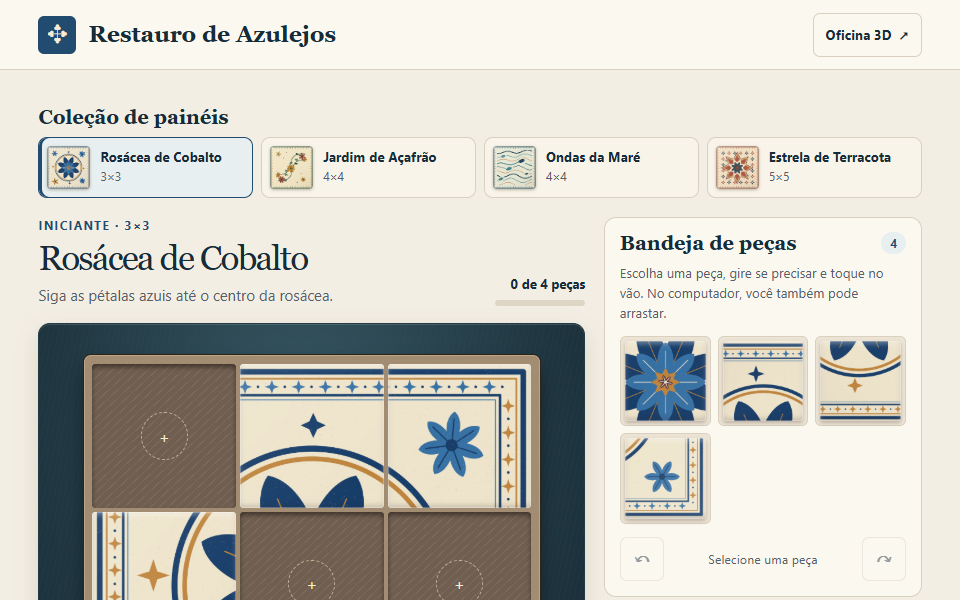 Restauro de Azulejos
Oficina 3D ↗
Coleção de painéis
Rosácea de Cobalto
3×3
Jardim de Açafrão
4×4
Ondas da Maré
4×4
Estrela de Terracota
5×5
INICIANTE · 3×3
Rosácea de Cobalto
Siga as pétalas azuis até o centro da rosácea.
0 de 4 peças
Bandeja de peças
4
Escolha uma peça, gire se precisar e toque no
vão. No computador, você também pode
arrastar.
Selecione uma peça